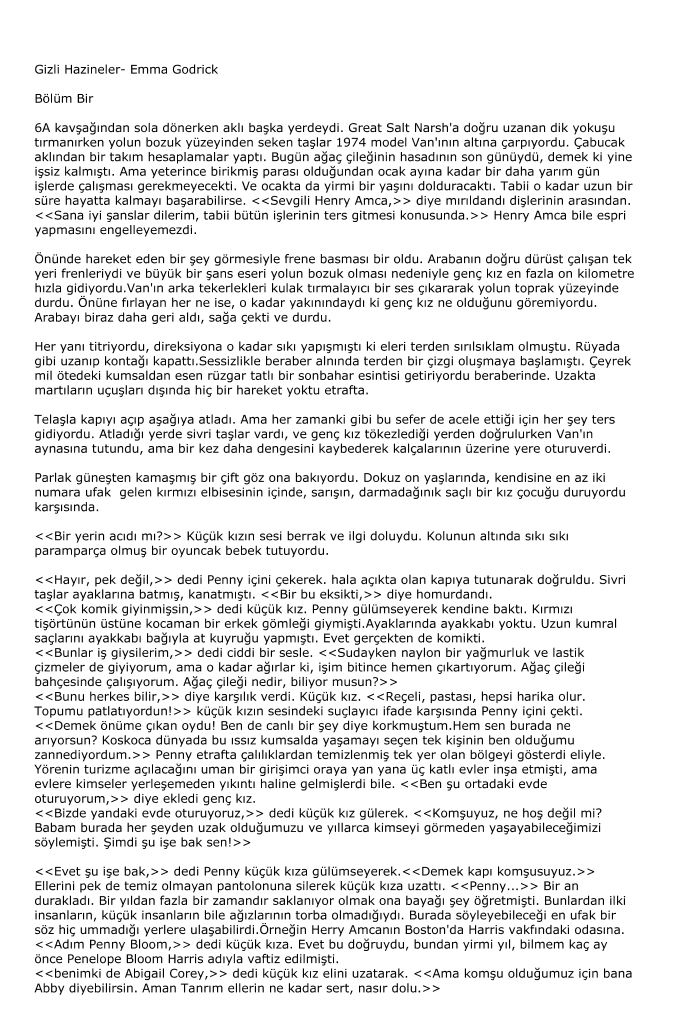 Gizli Hazineler- Emma Godrick
Bölüm Bir
6A kavşağından sola dönerken aklı başka yerdeydi. Great Salt Narsh'a doğru uzanan dik yokuşu
tırmanırken yolun bozuk yüzeyinden seken taşlar 1974 model Van'ının altına çarpıyordu. Çabucak
aklından bir takım hesaplamalar yaptı. Bugün ağaç çileğinin hasadının son günüydü, demek ki yine
işsiz kalmıştı. Ama yeterince birikmiş parası olduğundan ocak ayına kadar bir daha yarım gün
işlerde çalışması gerekmeyecekti. Ve ocakta da yirmi bir yaşını dolduracaktı. Tabii o kadar uzun bir
süre hayatta kalmayı başarabilirse. <<Sevgili Henry Amca,>> diye mırıldandı dişlerinin arasından.
<<Sana iyi şanslar dilerim, tabii bütün işlerinin ters gitmesi konusunda.>> Henry Amca bile espri
yapmasını engelleyemezdi.
Önünde hareket eden bir şey görmesiyle frene basması bir oldu. Arabanın doğru dürüst çalışan tek
yeri frenleriydi ve büyük bir şans eseri yolun bozuk olması nedeniyle genç kız en fazla on kilometre
hızla gidiyordu.Van'ın arka tekerlekleri kulak tırmalayıcı bir ses çıkararak yolun toprak yüzeyinde
durdu. Önüne fırlayan her ne ise, o kadar yakınındaydı ki genç kız ne olduğunu göremiyordu.
Arabayı biraz daha geri aldı, sağa çekti ve durdu.
Her yanı titriyordu, direksiyona o kadar sıkı yapışmıştı ki eleri terden sırılsıklam olmuştu. Rüyada
gibi uzanıp kontağı kapattı.Sessizlikle beraber alnında terden bir çizgi oluşmaya başlamıştı. Çeyrek
mil ötedeki kumsaldan esen rüzgar tatlı bir sonbahar esintisi getiriyordu beraberinde. Uzakta
martıların uçuşları dışında hiç bir hareket yoktu etrafta.
Telaşla kapıyı açıp aşağıya atladı. Ama her zamanki gibi bu sefer de acele ettiği için her şey ters
gidiyordu. Atladığı yerde sivri taşlar vardı, ve genç kız tökezlediği yerden doğrulurken Van'ın
aynasına tutundu, ama bir kez daha dengesini kaybederek kalçalarının üzerine yere oturuverdi.
Parlak güneşten kamaşmış bir çift göz ona bakıyordu. Dokuz on yaşlarında, kendisine en az iki
numara ufak  gelen kırmızı elbisesinin içinde, sarışın, darmadağınık saçlı bir kız çocuğu duruyordu
karşısında.
<<Bir yerin acıdı mı?>> Küçük kızın sesi berrak ve ilgi doluydu. Kolunun altında sıkı sıkı
paramparça olmuş bir oyuncak bebek tutuyordu.
<<Hayır, pek değil,>> dedi Penny içini çekerek. hala açıkta olan kapıya tutunarak doğruldu. Sivri
taşlar ayaklarına batmış, kanatmıştı. <<Bir bu eksikti,>> diye homurdandı.
<<Çok komik giyinmişsin,>> dedi küçük kız. Penny gülümseyerek kendine baktı. Kırmızı
tişörtünün üstüne kocaman bir erkek gömleği giymişti.Ayaklarında ayakkabı yoktu. Uzun kumral
saçlarını ayakkabı bağıyla at kuyruğu yapmıştı. Evet gerçekten de komikti.
<<Bunlar iş giysilerim,>> dedi ciddi bir sesle. <<Sudayken naylon bir yağmurluk ve lastik
çizmeler de giyiyorum, ama o kadar ağırlar ki, işim bitince hemen çıkartıyorum. Ağaç çileği
bahçesinde çalışıyorum. Ağaç çileği nedir, biliyor musun?>>
<<Bunu herkes bilir,>> diye karşılık verdi. Küçük kız. <<Reçeli, pastası, hepsi harika olur.
Topumu patlatıyordun!>> küçük kızın sesindeki suçlayıcı ifade karşısında Penny içini çekti.
<<Demek önüme çıkan oydu! Ben de canlı bir şey diye korkmuştum.Hem sen burada ne
arıyorsun? Koskoca dünyada bu ıssız kumsalda yaşamayı seçen tek kişinin ben olduğumu
zannediyordum.>> Penny etrafta çalılıklardan temizlenmiş tek yer olan bölgeyi gösterdi eliyle.
Yörenin turizme açılacağını uman bir girişimci oraya yan yana üç katlı evler inşa etmişti, ama
evlere kimseler yerleşemeden yıkıntı haline gelmişlerdi bile. <<Ben şu ortadaki evde
oturuyorum,>> diye ekledi genç kız.
<<Bizde yandaki evde oturuyoruz,>> dedi küçük kız gülerek. <<Komşuyuz, ne hoş değil mi?
Babam burada her şeyden uzak olduğumuzu ve yıllarca kimseyi görmeden yaşayabileceğimizi
söylemişti. Şimdi şu işe bak sen!>>
<<Evet şu işe bak,>> dedi Penny küçük kıza gülümseyerek.<<Demek kapı komşusuyuz.>>
Ellerini pek de temiz olmayan pantolonuna silerek küçük kıza uzattı. <<Penny...>> Bir an
durakladı. Bir yıldan fazla bir zamandır saklanıyor olmak ona bayağı şey öğretmişti. Bunlardan ilki
insanların, küçük insanların bile ağızlarının torba olmadığıydı. Burada söyleyebileceği en ufak bir
söz hiç ummadığı yerlere ulaşabilirdi.Örneğin Herry Amcanın Boston'da Harris vakfındaki odasına.
<<Adım Penny Bloom,>> dedi küçük kıza. Evet bu doğruydu, bundan yirmi yıl, bilmem kaç ay
önce Penelope Bloom Harris adıyla vaftiz edilmişti.
<<benimki de Abigail Corey,>> dedi küçük kız elini uzatarak. <<Ama komşu olduğumuz için bana
Abby diyebilirsin. Aman Tanrım ellerin ne kadar sert, nasır dolu.>>